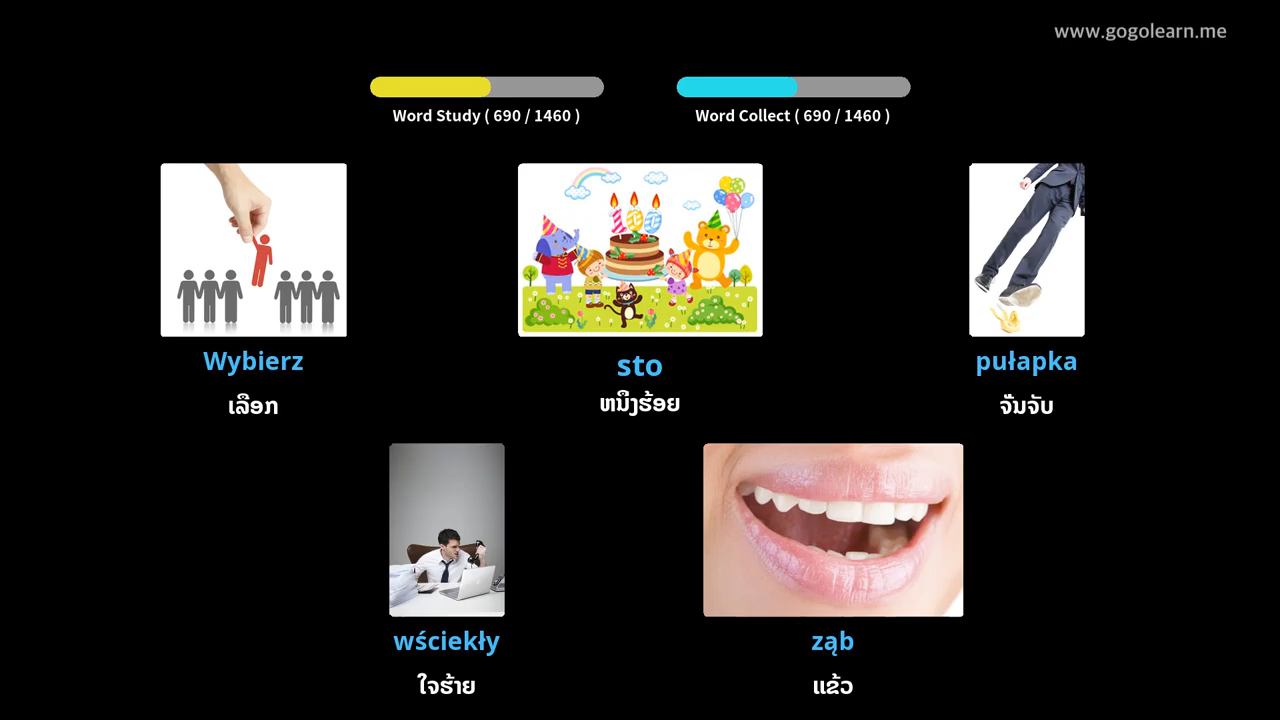 www.gogolearn.me
Word Study ( 690 / 1460 )
Word Collect ( 690 / 1460 )
100
Wybierz
ເລືອກ
sto
ຫນຶ່ງຮ້ອຍ
pułapka
ຈັ່ນຈັບ
wściekły
ໃຈຮ້າຍ
ząb
ແຂ້ວ